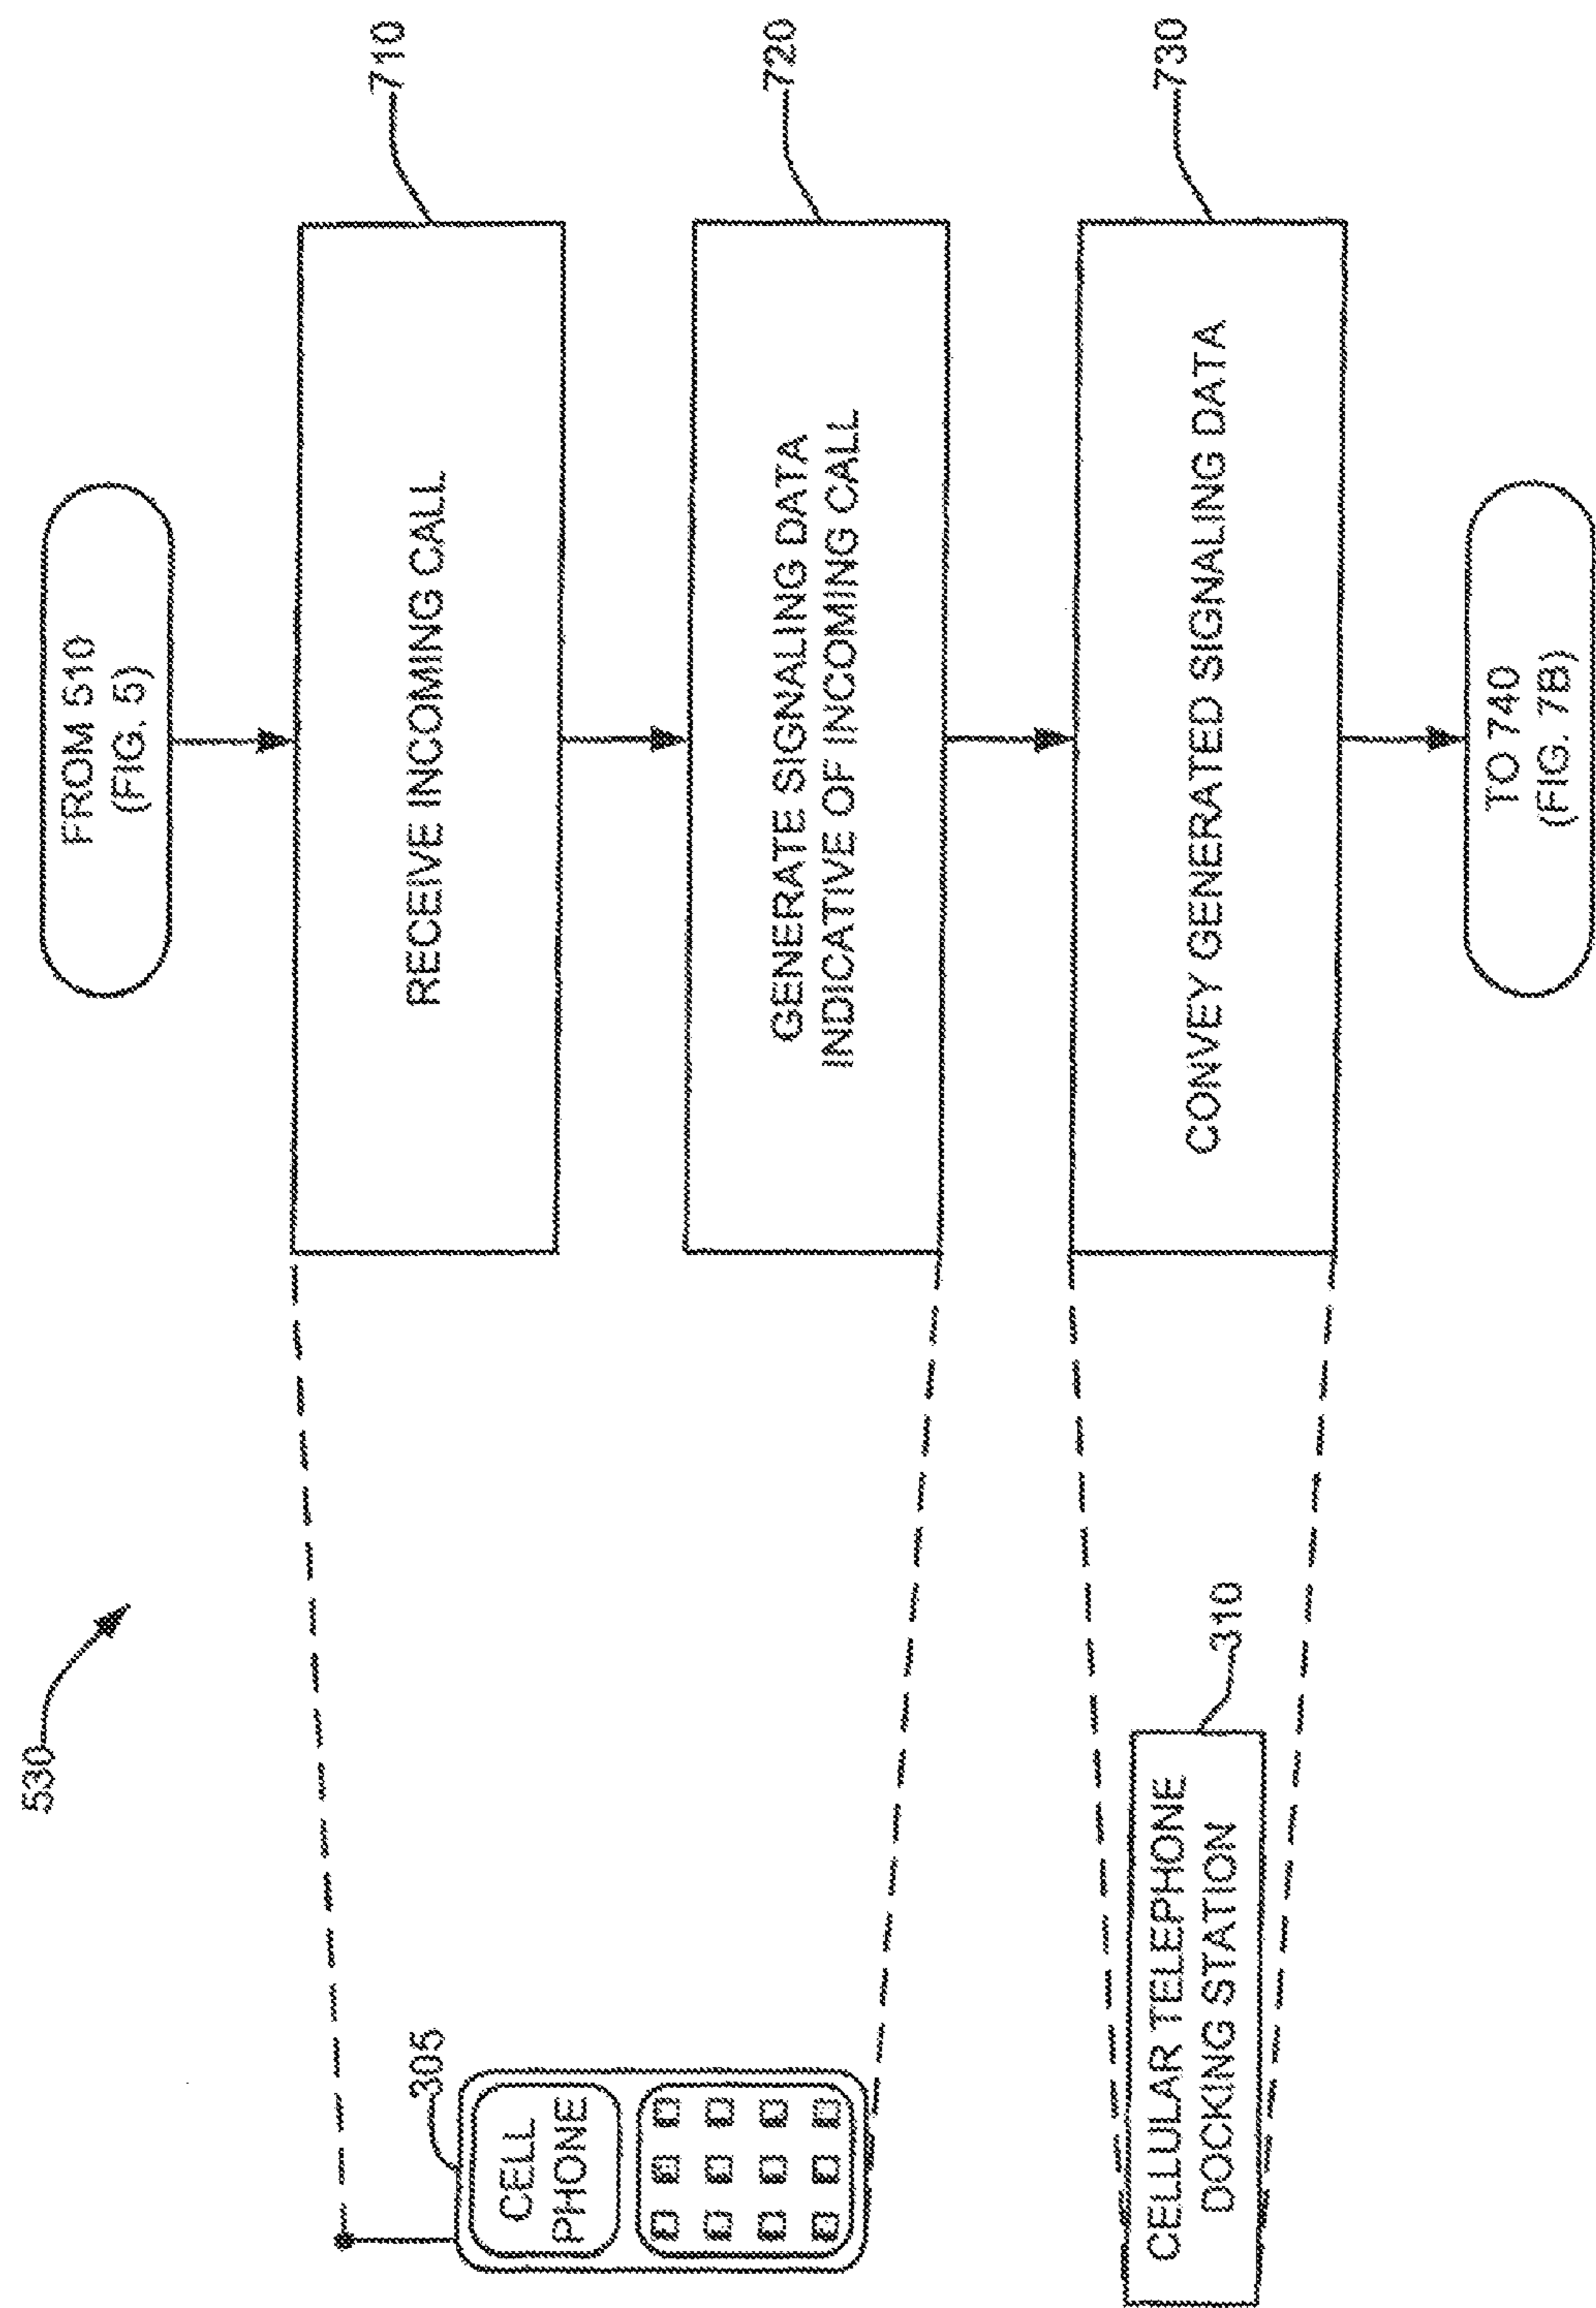 530
FROM 510
(FIG. 5)
RECEIVE INCOMING CALL
710
CELL
PHONE
305
GENERATE SIGNALING DATA
INDICATIVE OF INCOMING CALL
720
CELLULAR TELEPHONE
DOCKING STATION
310
CONVEY GENERATED SIGNALING DATA
730
TO 740
(FIG. 7B)